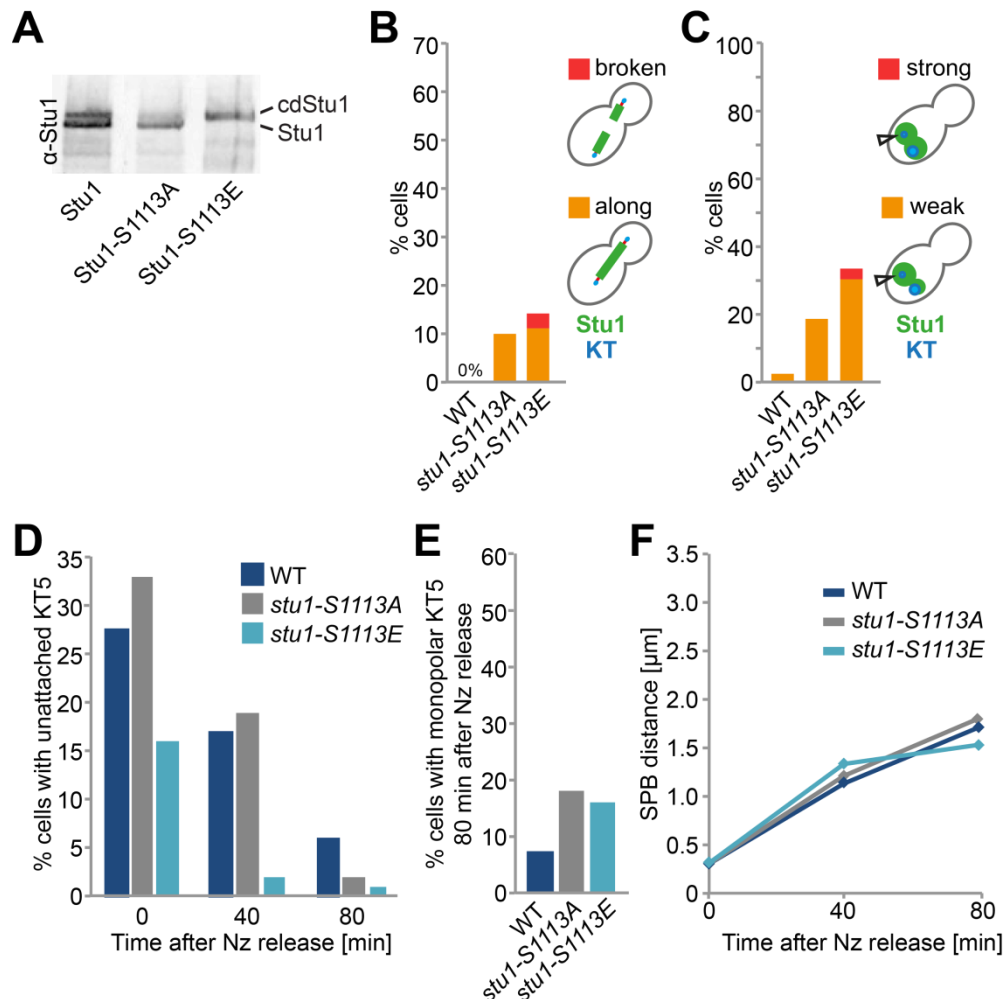 A
α-Stu1
cdStu1
Stu1
Stu1
Stu1-S1113A
Stu1-S1113E
B
% cells
70
60
50
40
30
20
10
0
0%
broken
along
Stu1
KT
WT
stu1-S1113A
stu1-S1113E
C
% cells
100
80
60
40
20
0
strong
weak
Stu1
KT
WT
stu1-S1113A
stu1-S1113E
D
% cells with unattached KT5
35
30
25
20
15
10
5
0
WT
stu1-S1113A
stu1-S1113E
0 40 80
Time after Nz release [min]
E
% cells with monopolar KT5
80 min after Nz release
60
50
40
30
20
10
0
WT
stu1-S1113A
stu1-S1113E
F
SPB distance [µm]
3.5
3.0
2.5
2.0
1.5
1.0
0.5
0
WT
stu1-S1113A
stu1-S1113E
0 40 80
Time after Nz release [min]